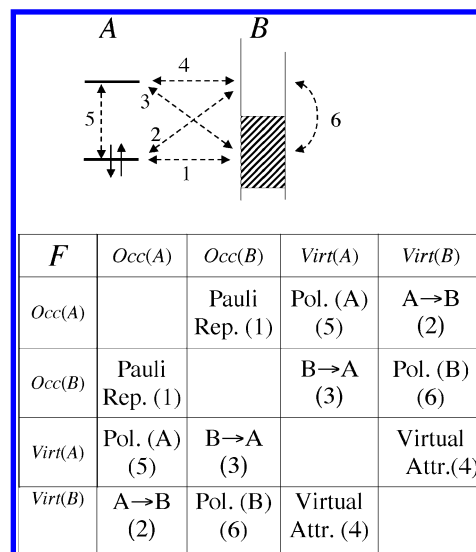 A B
4
5 3 6
2
1
F Occ(A) Occ(B) Virt(A) Virt(B)
Occ(A) Pauli Rep. (1) Pol. (A) (5) A→B (2)
Occ(B) Pauli Rep. (1) B→A (3) Pol. (B) (6)
Virt(A) Pol. (A) (5) B→A (3) Virtual Attr.(4)
Virt(B) A→B (2) Pol. (B) (6) Virtual Attr. (4)